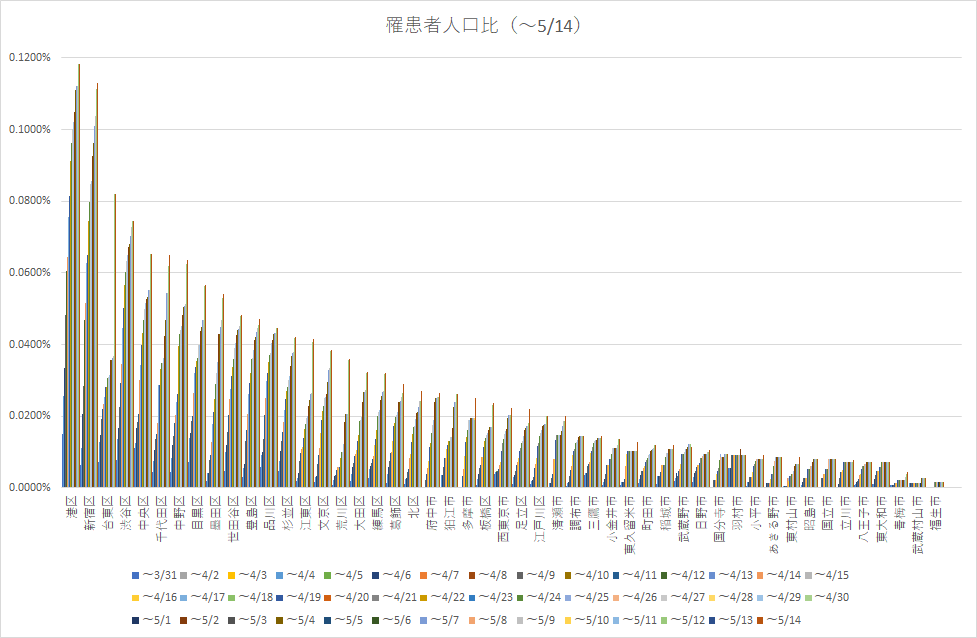 罹患者人口比（～5/14）
0.1200%
0.1000%
0.0800%
0.0600%
0.0400%
0.0200%
0.0000%
港区
新宿区
台東区
渋谷区
中央区
千代田区
中野区
目黒区
墨田区
世田谷区
豊島区
品川区
杉並区
江東区
文京区
荒川区
大田区
練馬区
葛飾区
北区
府中市
狛江市
多摩市
板橋区
西東京市
足立区
江戸川区
清瀬市
調布市
三鷹市
小金井市
東久留米市
町田市
稲城市
武蔵野市
日野市
国分寺市
羽村市
小平市
あきる野市
東村山市
昭島市
国立市
立川市
八王子市
東大和市
青梅市
武蔵村山市
福生市
～3/31 ～4/2 ～4/3 ～4/4 ～4/5 ～4/6 ～4/7 ～4/8 ～4/9 ～4/10 ～4/11 ～4/12 ～4/13 ～4/14 ～4/15
～4/16 ～4/17 ～4/18 ～4/19 ～4/20 ～4/21 ～4/22 ～4/23 ～4/24 ～4/25 ～4/26 ～4/27 ～4/28 ～4/29 ～4/30
～5/1 ～5/2 ～5/3 ～5/4 ～5/5 ～5/6 ～5/7 ～5/8 ～5/9 ～5/10 ～5/11 ～5/12 ～5/13 ～5/14